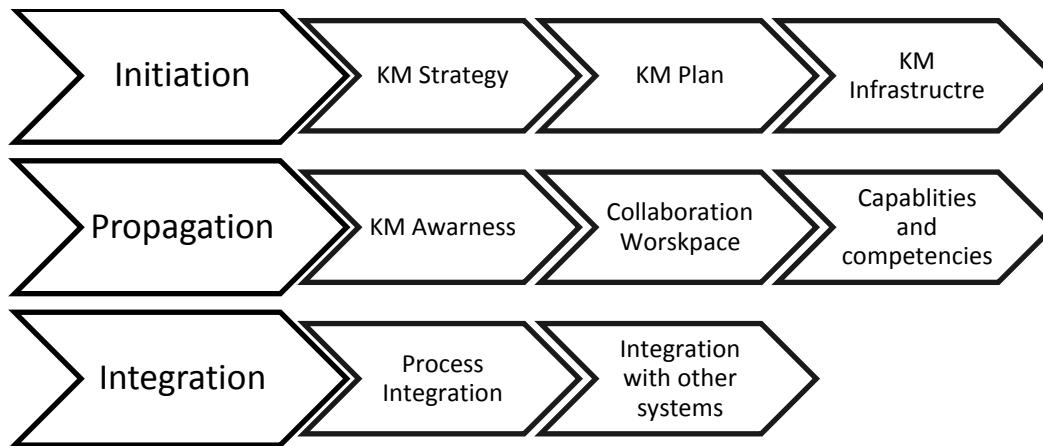 Initiation
KM Strategy
KM Plan
KM
Infrastructre
Propagation
KM Awarness
Collaboration
Worskpace
Capablities
and
competencies
Integration
Process
Integration
Integration
with other
systems